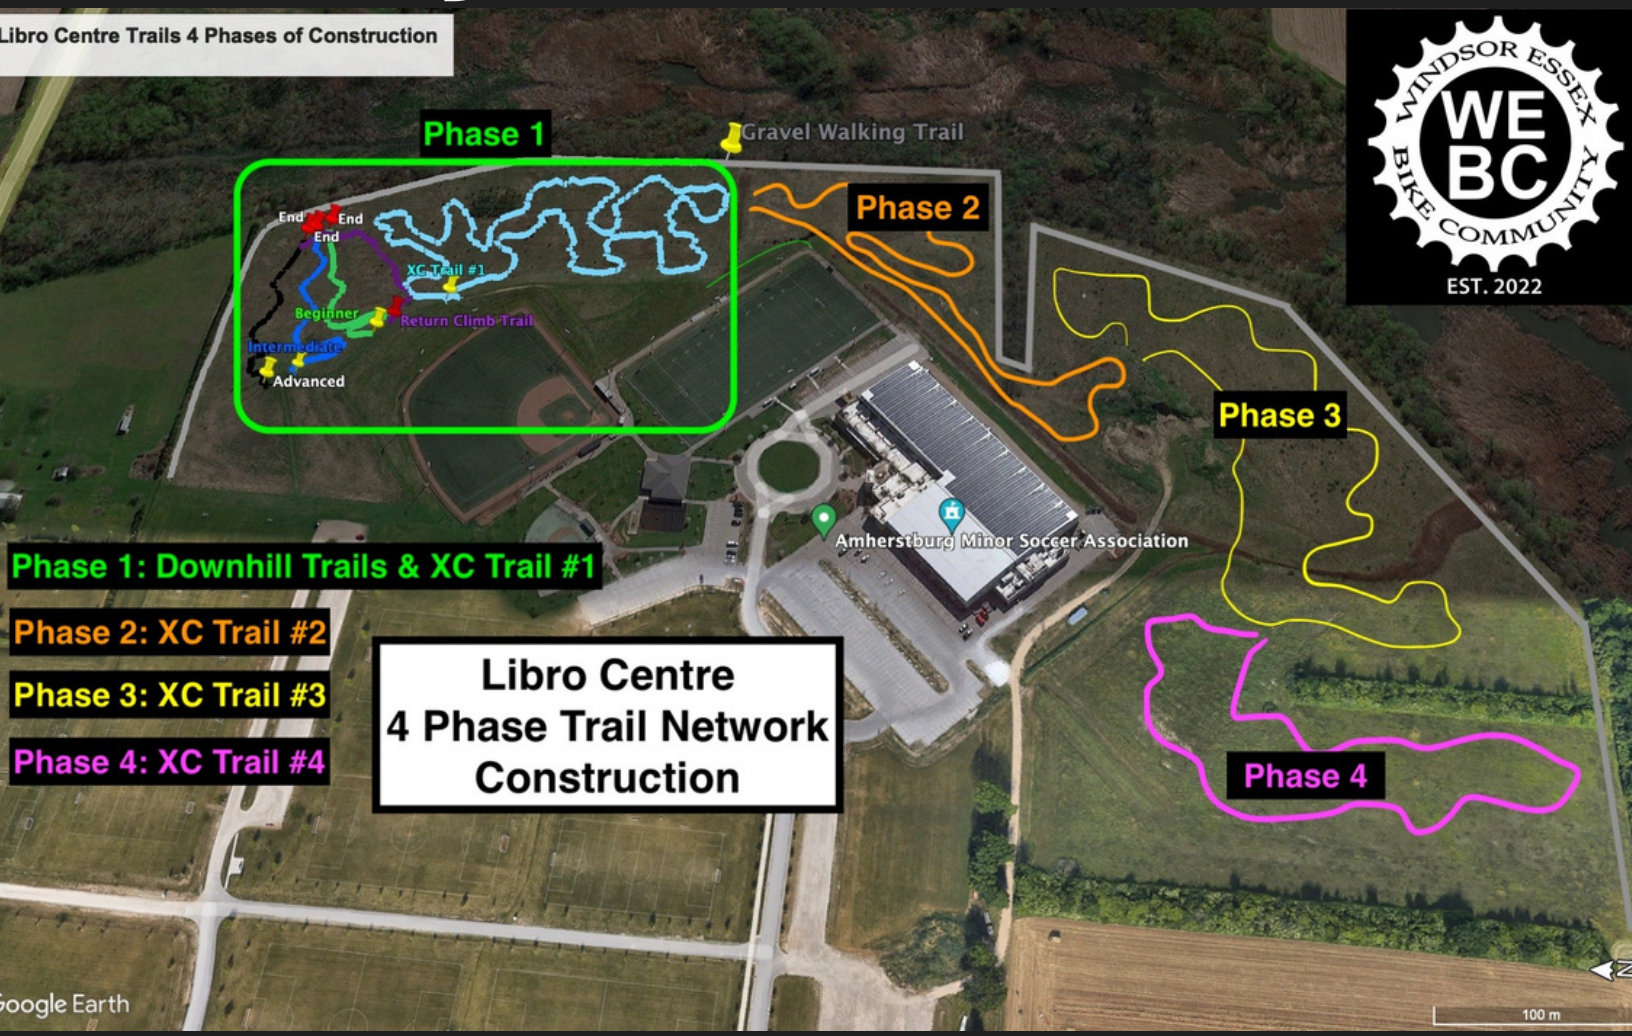 Libro Centre Trails 4 Phases of Construction
WINDSOR ESSEX
WE
BC
BIKE COMMUNITY
EST. 2022
Phase 1
Gravel Walking Trail
Phase 2
End
End
End
XC Trail #1
Beginner
Return Climb Trail
Intermediate
Advanced
Phase 3
Amherstburg Minor Soccer Association
Phase 1: Downhill Trails & XC Trail #1
Phase 2: XC Trail #2
Phase 3: XC Trail #3
Phase 4: XC Trail #4
Libro Centre
4 Phase Trail Network
Construction
Phase 4
N
Google Earth
100 m